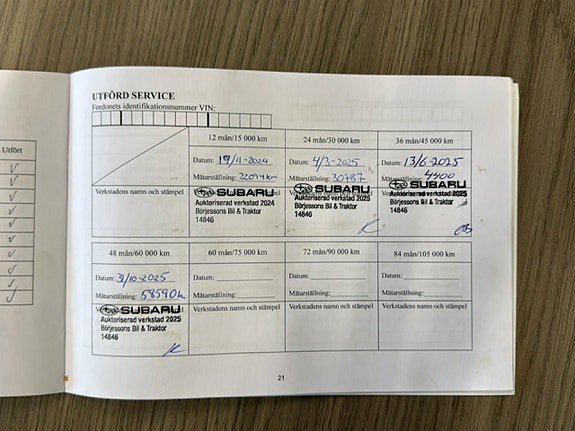 Utfört
UTFÖRD SERVICE
Fordonets identifikationsnummer VIN:
12 mån/15 000 km
Datum: 19/11-2024
Mätarställning: 22094 km
Verkstadens namn och stämpel
SUBARU
Auktoriserad verkstad 2024
Börjessons Bil & Traktor
14846
24 mån/30 000 km
Datum: 4/3-2025
Mätarställning: 30787
SUBARU
Auktoriserad verkstad 2025
Börjessons Bil & Traktor
14846
36 mån/45 000 km
Datum: 13/6-2025
Mätarställning: 4400
SUBARU
Auktoriserad verkstad 2025
Börjessons Bil & Traktor
14846
48 mån/60 000 km
Datum: 31/10-2025
Mätarställning: 58590k
SUBARU
Auktoriserad verkstad 2025
Börjessons Bil & Traktor
14846
60 mån/75 000 km
Datum:
Mätarställning:
Verkstadens namn och stämpel
72 mån/90 000 km
Datum:
Mätarställning:
Verkstadens namn och stämpel
84 mån/105 000 km
Datum:
Mätarställning:
Verkstadens namn och stämpel
21